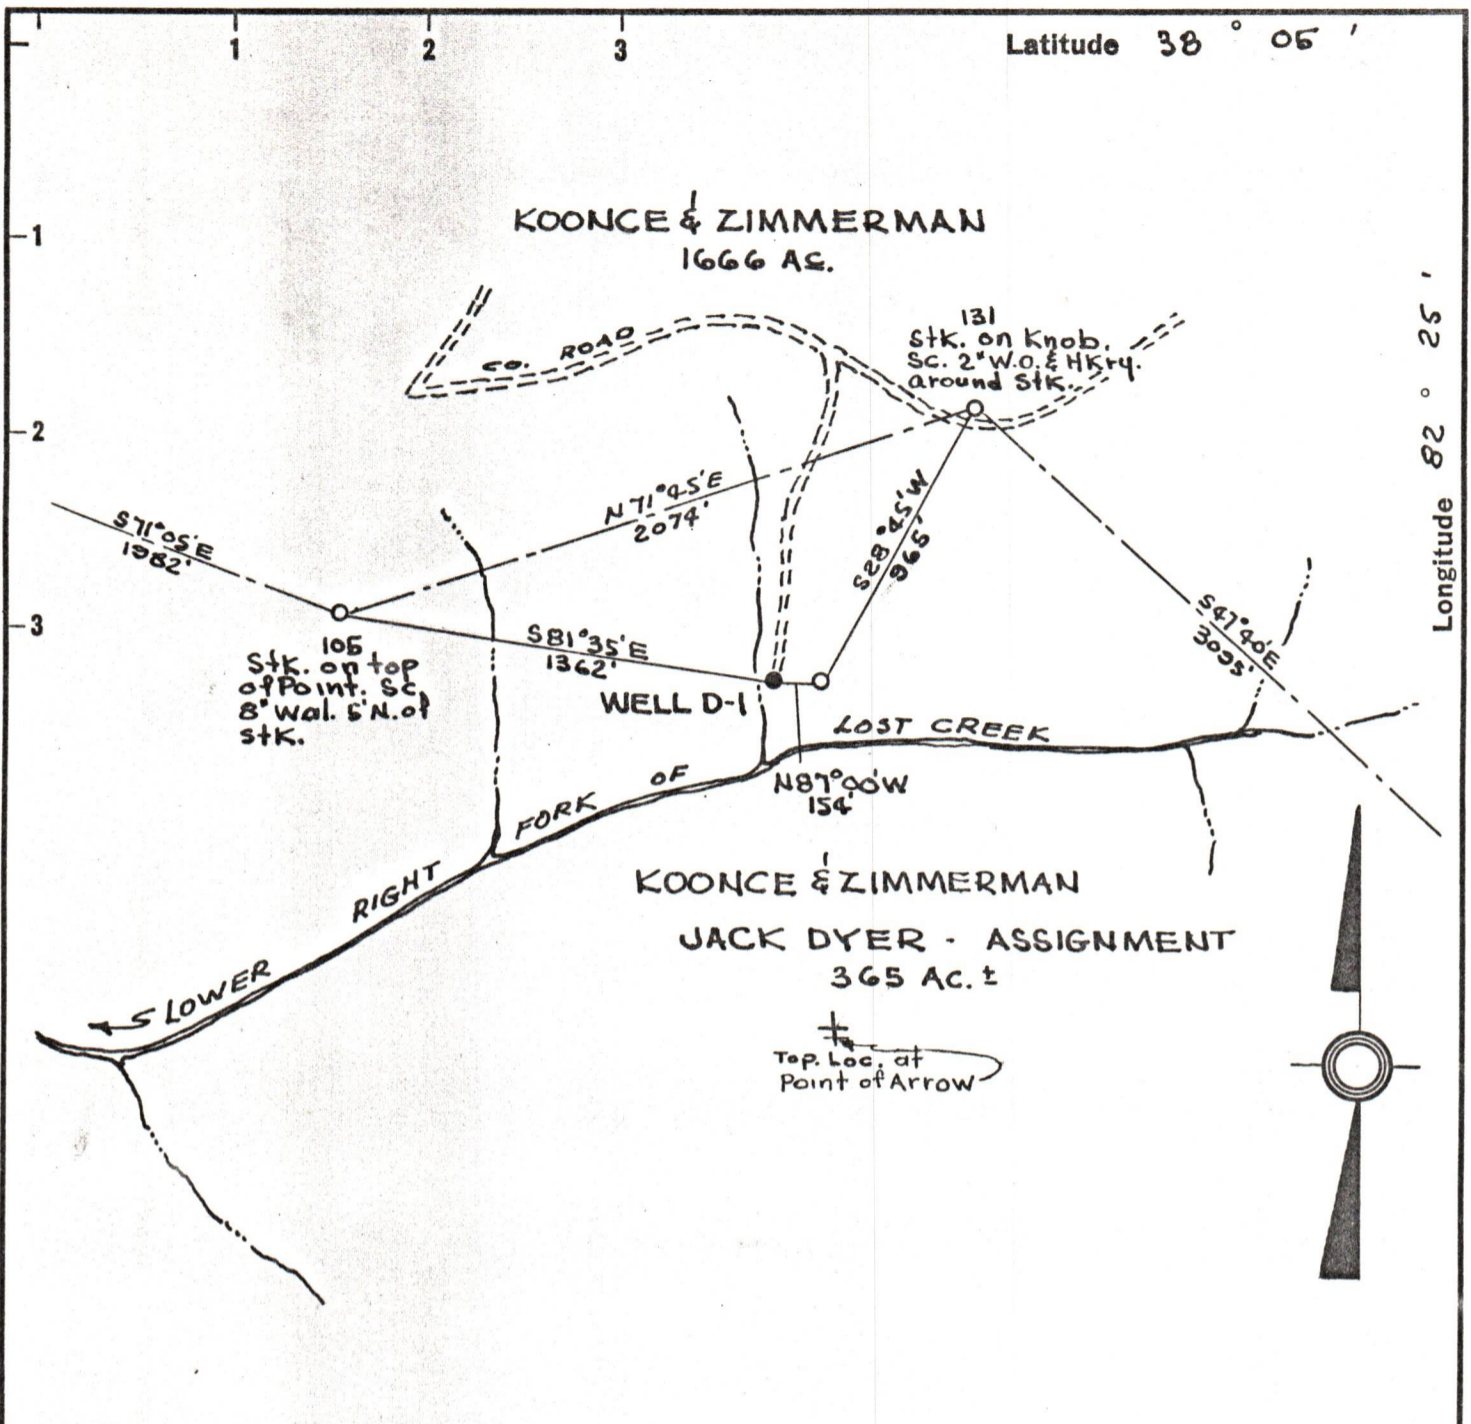 1 2 3
Latitude 38 ° 05 '
1
2
3
Longitude 82 ° 25 '
KOONCE & ZIMMERMAN
1666 Ac.
CO. ROAD
131
Stk. on Knob.
Sc. 2" W.O. & HKry.
around Stk.
N 71°45'E
2074'
S28°45'W
965'
S71°05'E
1982'
S47°40'E
3095'
S81°35'E
1362'
105
Stk. on top
of Point. Sc.
8" Wal. 5' N. of
Stk.
WELL D-1
LOST CREEK
N87°00'W
154'
LOWER RIGHT FORK OF
KOONCE & ZIMMERMAN
JACK DYER - ASSIGNMENT
365 AC. ±
Top. Loc. at
Point of Arrow